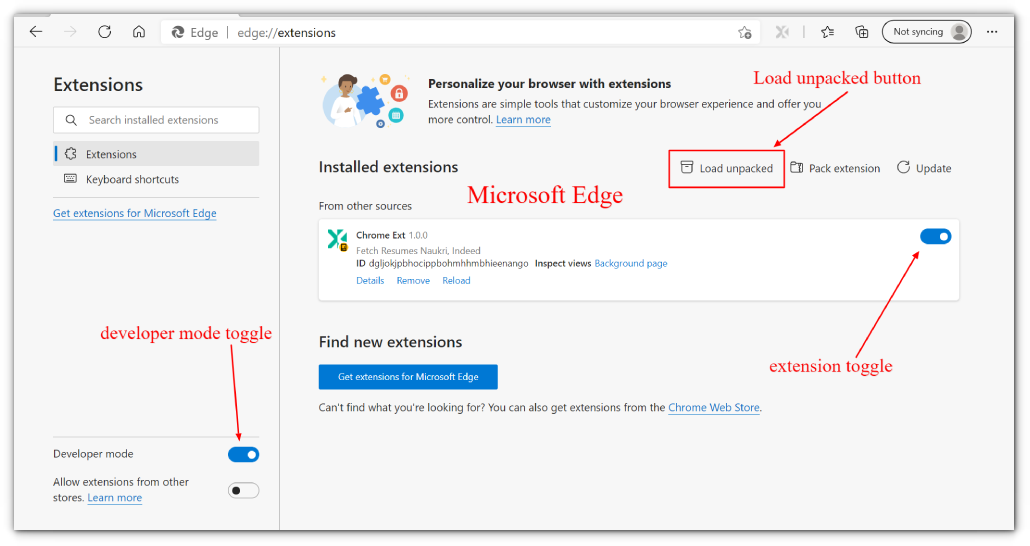 Edge
edge://extensions
Not syncing
Extensions
Search installed extensions
Extensions
Keyboard shortcuts
Get extensions for Microsoft Edge
developer mode toggle
Developer mode
Allow extensions from other
stores. Learn more
Personalize your browser with extensions
Extensions are simple tools that customize your browser experience and offer you
more control. Learn more
Load unpacked button
Installed extensions
Load unpacked
Pack extension
Update
Microsoft Edge
From other sources
Chrome Ext 1.0.0
Fetch Resumes Naukri, Indeed
ID dgljokjpbhocippbohmhhmbhieenango Inspect views Background page
Details Remove Reload
extension toggle
Find new extensions
Get extensions for Microsoft Edge
Can't find what you're looking for? You can also get extensions from the Chrome Web Store.